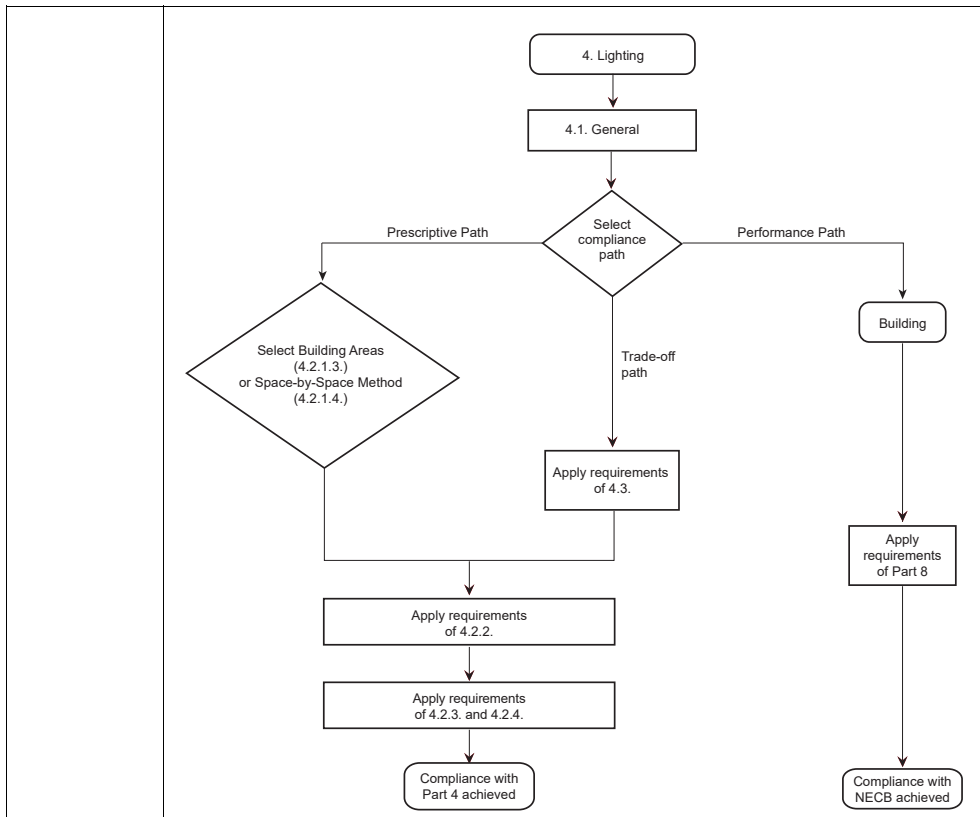 4. Lighting
4.1. General
Select
compliance
path
Prescriptive Path
Performance Path
Select Building Areas
(4.2.1.3.)
or Space-by-Space Method
(4.2.1.4.)
Trade-off
path
Building
Apply requirements
of 4.3.
Apply
requirements
of Part 8
Apply requirements
of 4.2.2.
Apply requirements
of 4.2.3. and 4.2.4.
Compliance with
Part 4 achieved
Compliance with
NECB achieved